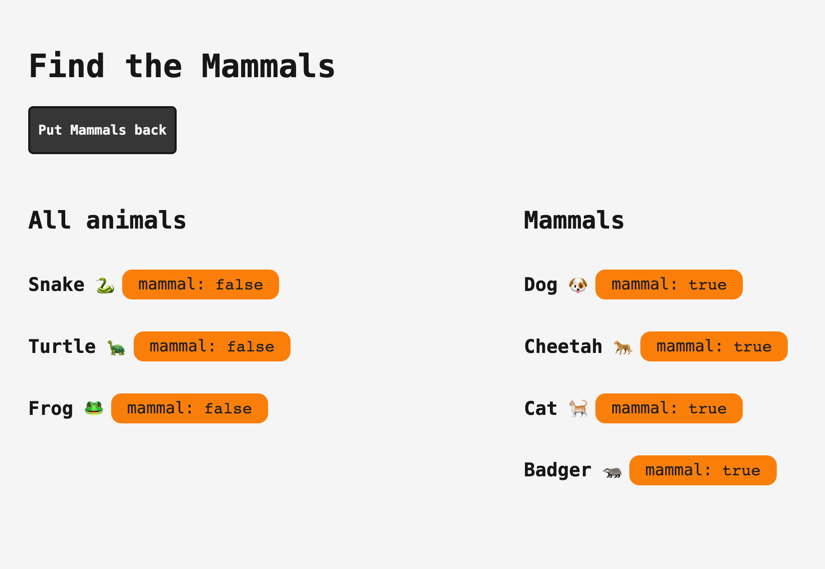 Find the Mammals
Put Mammals back
All animals
Snake 🐍 mammal: false
Turtle 🐢 mammal: false
Frog 🐸 mammal: false
Mammals
Dog 🐶 mammal: true
Cheetah 🐆 mammal: true
Cat 🐈 mammal: true
Badger 🦡 mammal: true